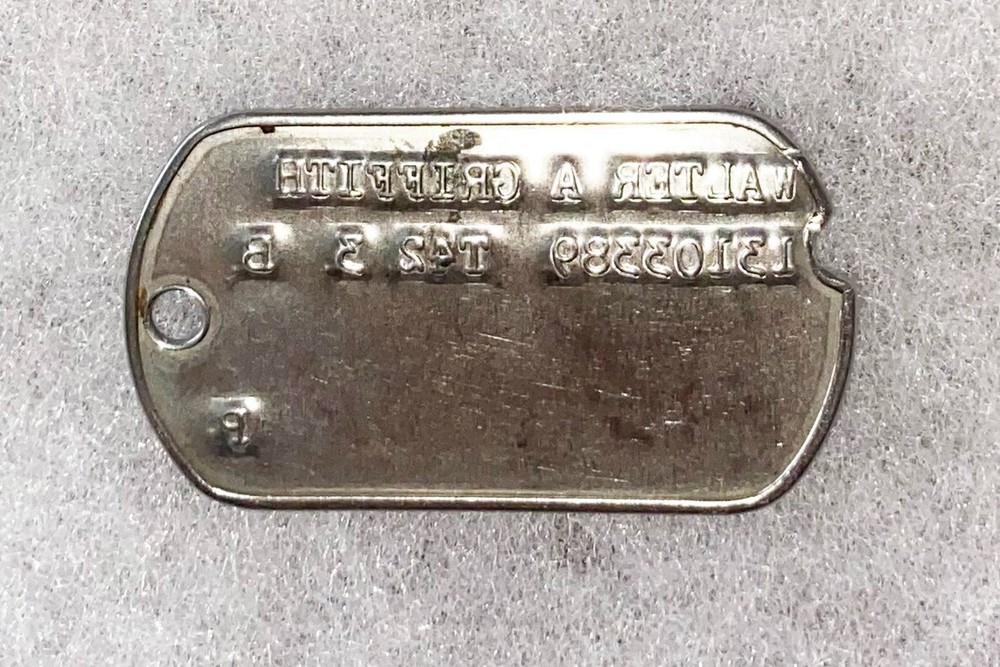 WALTER A GRIFFITH
13103389 T42 3 B
P